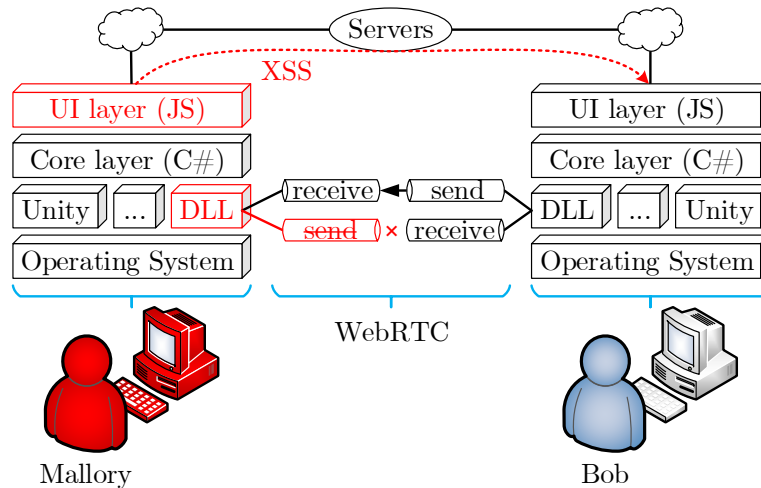 Servers
XSS
UI layer (JS)
UI layer (JS)
Core layer (C#)
Core layer (C#)
Unity ... DLL
receive send
DLL ... Unity
send × receive
Operating System
Operating System
WebRTC
Mallory
Bob